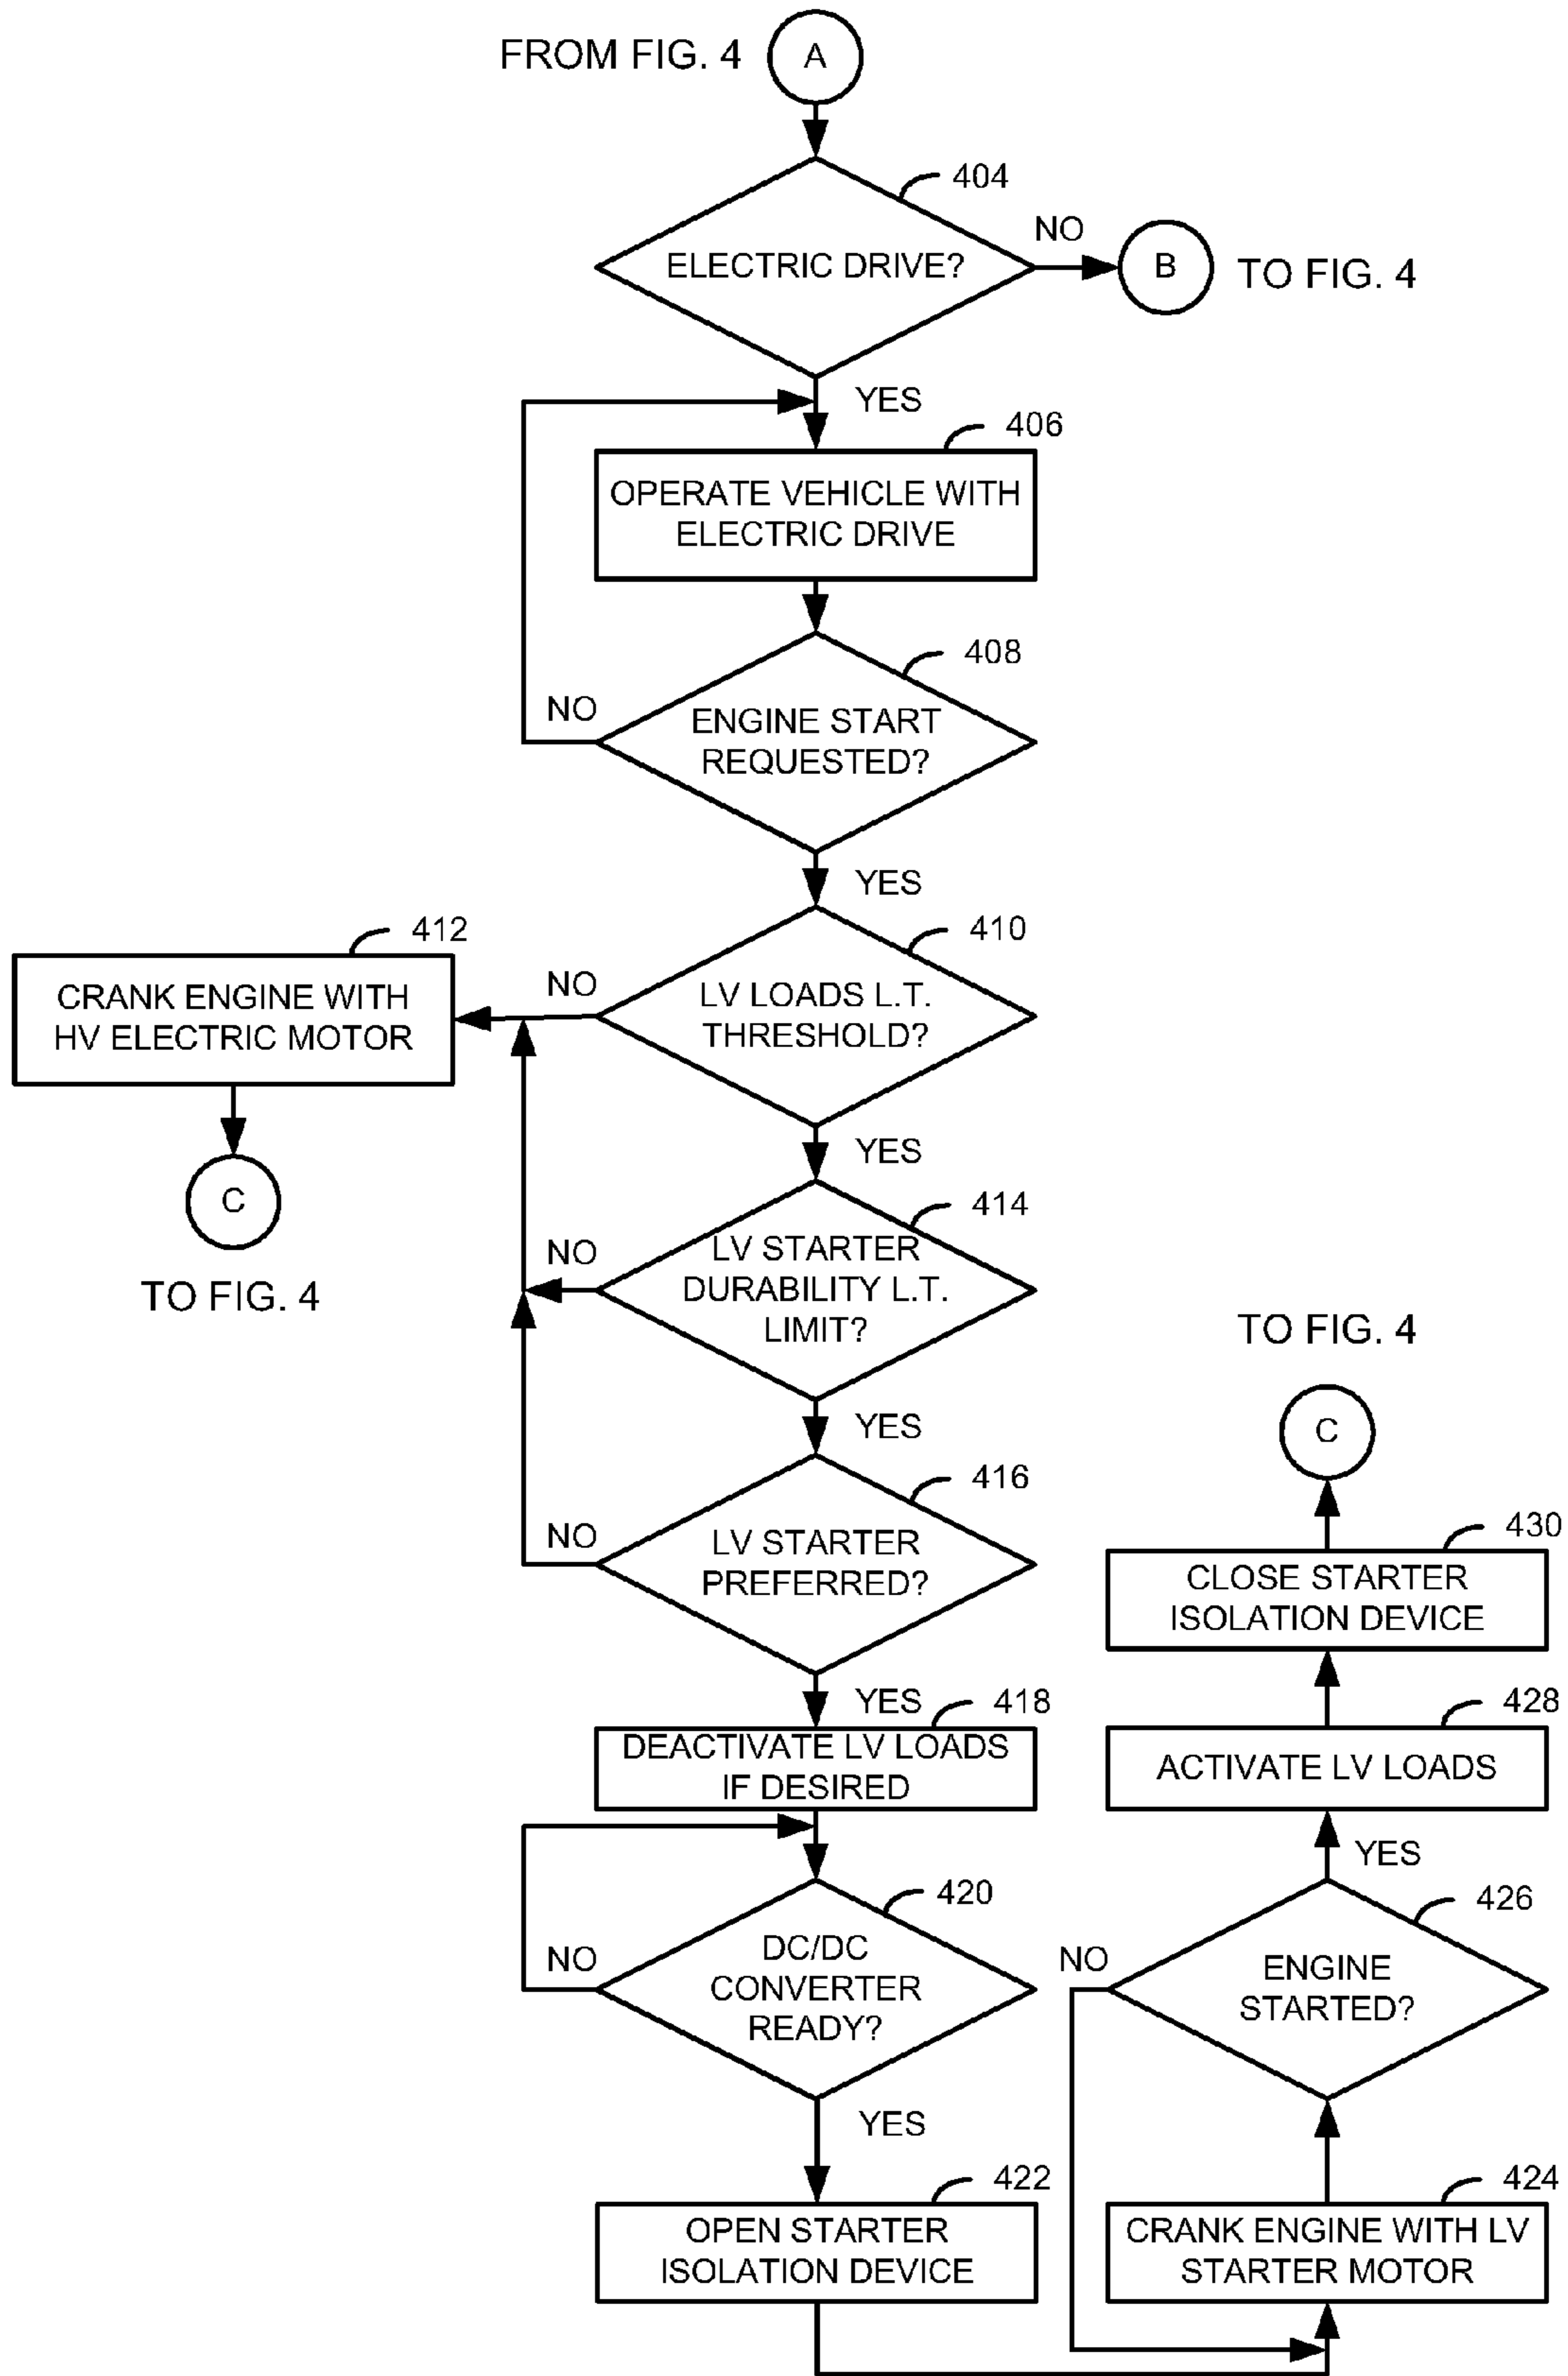 FROM FIG. 4
A
404
ELECTRIC DRIVE?
NO
B
TO FIG. 4
YES
406
OPERATE VEHICLE WITH
ELECTRIC DRIVE
408
ENGINE START
REQUESTED?
NO
YES
410
LV LOADS L.T.
THRESHOLD?
NO
412
CRANK ENGINE WITH
HV ELECTRIC MOTOR
C
TO FIG. 4
YES
414
LV STARTER
DURABILITY L.T.
LIMIT?
NO
YES
416
LV STARTER
PREFERRED?
NO
YES
418
DEACTIVATE LV LOADS
IF DESIRED
420
DC/DC
CONVERTER
READY?
NO
YES
422
OPEN STARTER
ISOLATION DEVICE
424
CRANK ENGINE WITH LV
STARTER MOTOR
426
ENGINE
STARTED?
NO
YES
428
ACTIVATE LV LOADS
430
CLOSE STARTER
ISOLATION DEVICE
C
TO FIG. 4